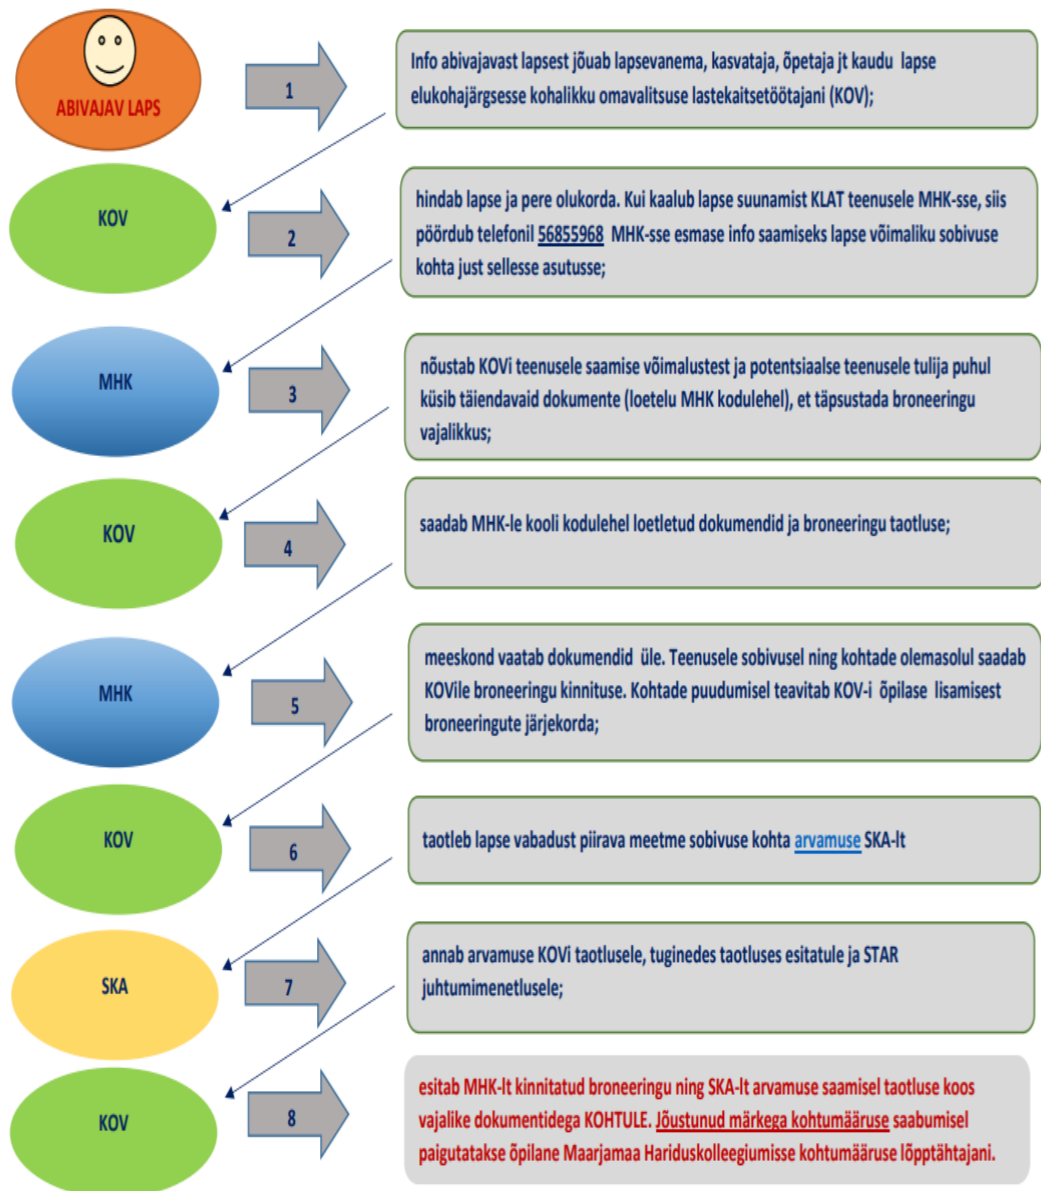 ABIVAJAV LAPS
1
Info abivajavast lapsest jõuab lapsevanema, kasvataja, õpetaja jt kaudu lapse
elukohajärgsesse kohalikku omavalitsuse lastekaitsetöötajani (KOV);
KOV
2
hindab lapse ja pere olukorda. Kui kaalub lapse suunamist KLAT teenusele MHK-sse, siis
pöördub telefonil 56855968 MHK-sse esmase info saamiseks lapse võimaliku sobivuse
kohta just sellesse asutusse;
MHK
3
nõustab KOVi teenusele saamise võimalustest ja potentsiaalse teenusele tulija puhul
küsib täiendavaid dokumente (loetelu MHK kodulehel), et täpsustada broneeringu
vajalikkus;
KOV
4
saadab MHK-le kooli kodulehel loetletud dokumendid ja broneeringu taotluse;
MHK
5
meeskond vaatab dokumendid üle. Teenusele sobivusel ning kohtade olemasolul saadab
KOVile broneeringu kinnituse. Kohtade puudumisel teavitab KOV-i õpilase lisamisest
broneeringute järjekorda;
KOV
6
taotleb lapse vabadust piirava meetme sobivuse kohta arvamuse SKA-lt
SKA
7
annab arvamuse KOVi taotlusele, tuginedes taotluses esitatule ja STAR
juhtumimenetlusele;
KOV
8
esitab MHK-lt kinnitatud broneeringu ning SKA-lt arvamuse saamisel taotluse koos
vajalike dokumentidega KOHTULE. Jõustunud märkega kohtumääruse saabumisel
paigutatakse õpilane Maarjamaa Hariduskolleegiumisse kohtumääruse lõpptähtajani.